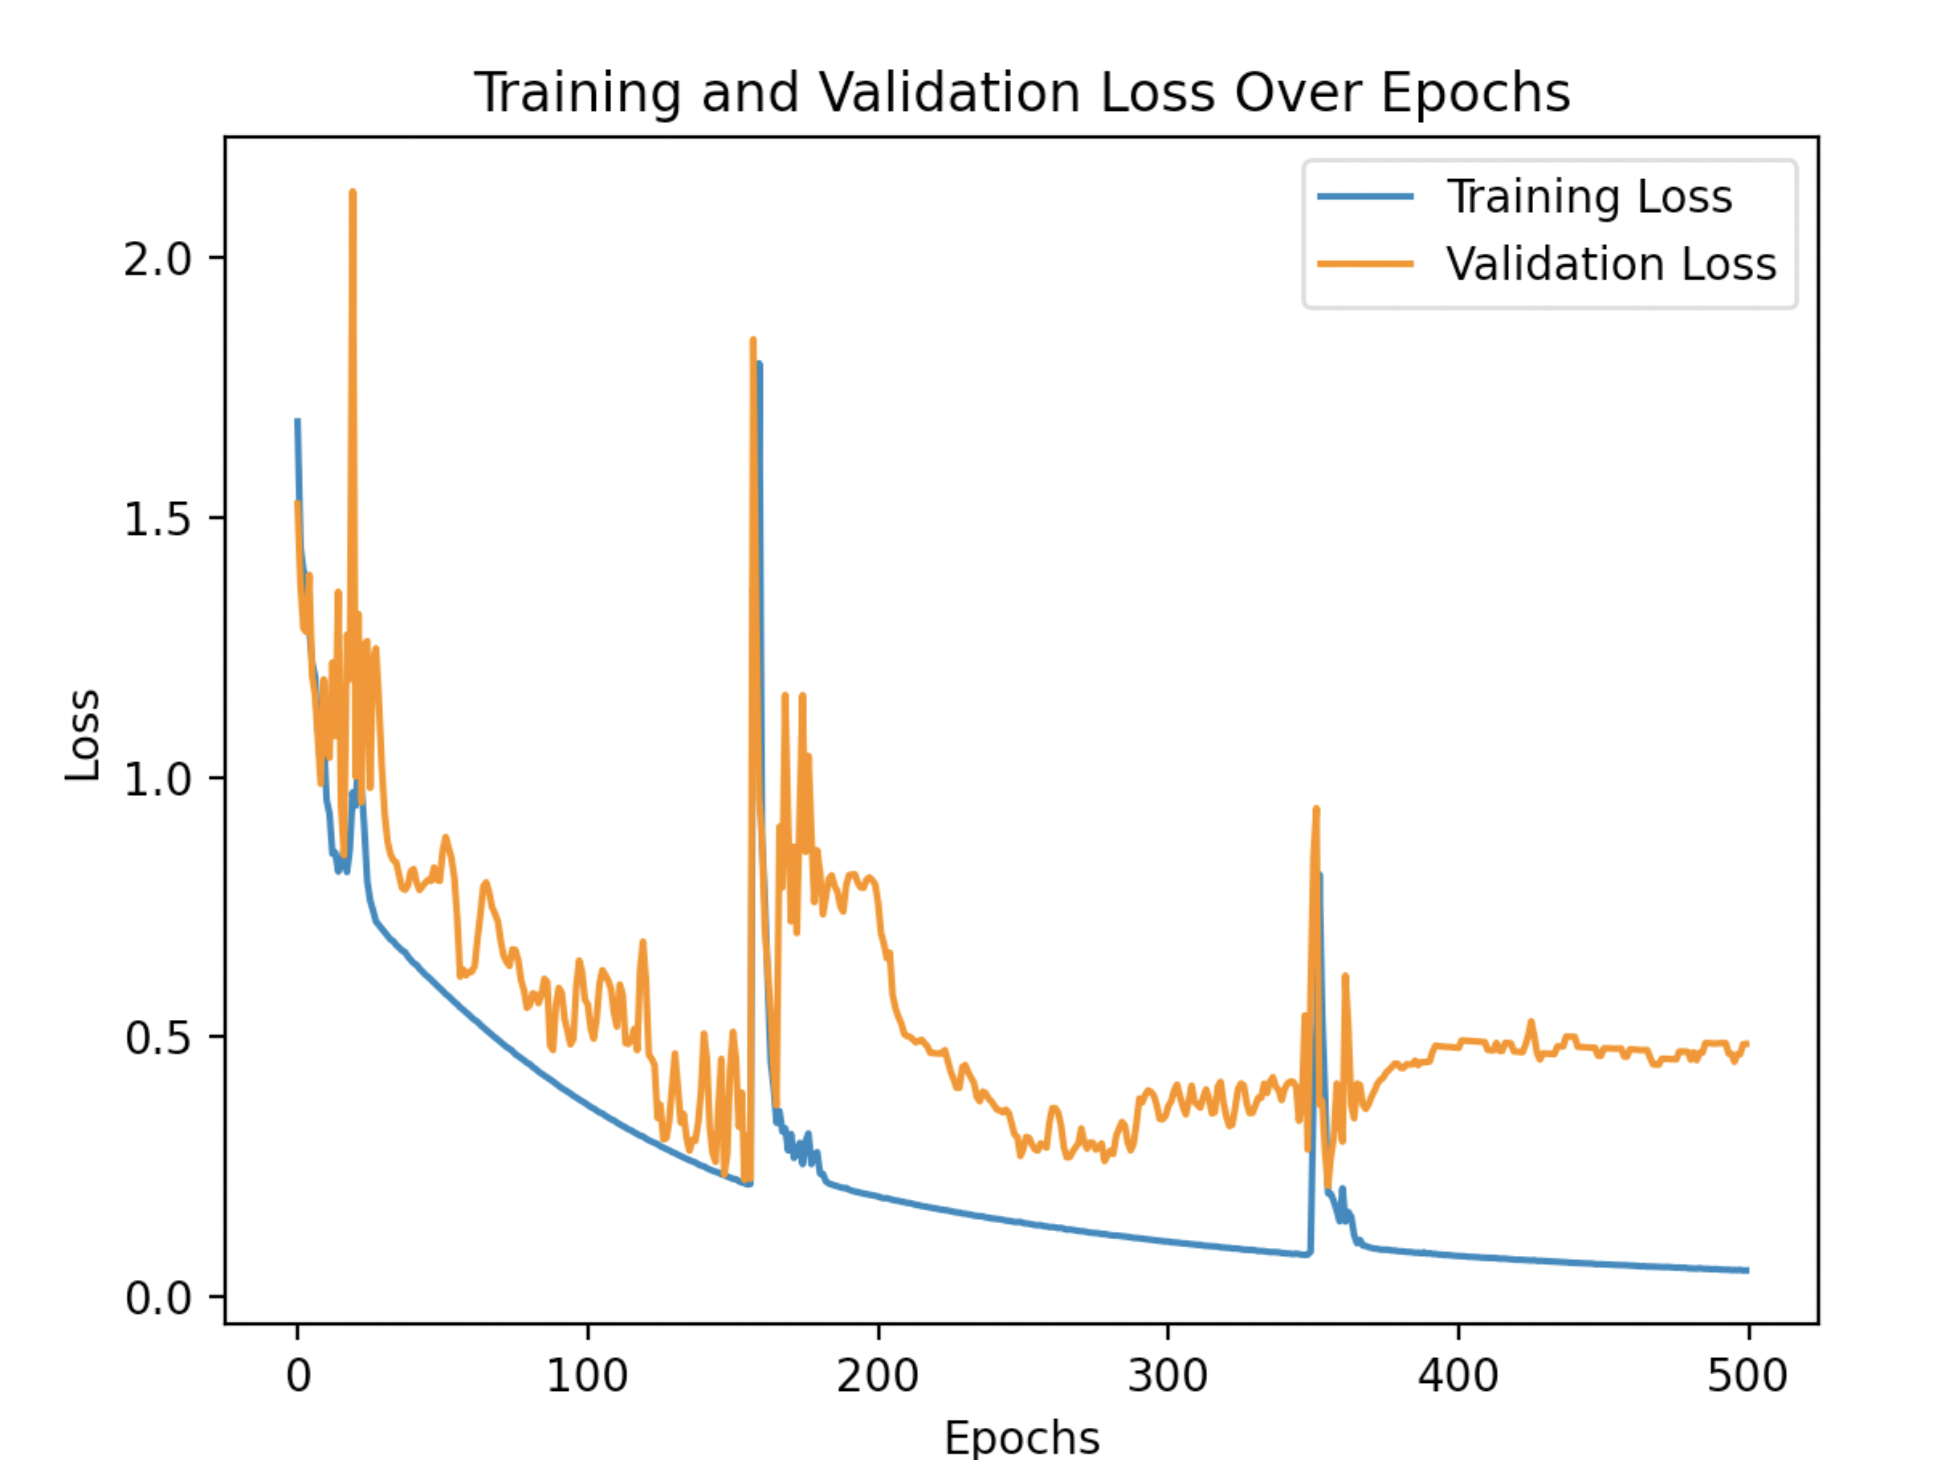 Training and Validation Loss Over Epochs
Training Loss
Validation Loss
2.0
1.5
1.0
0.5
0.0
Loss
0
100
200
300
400
500
Epochs